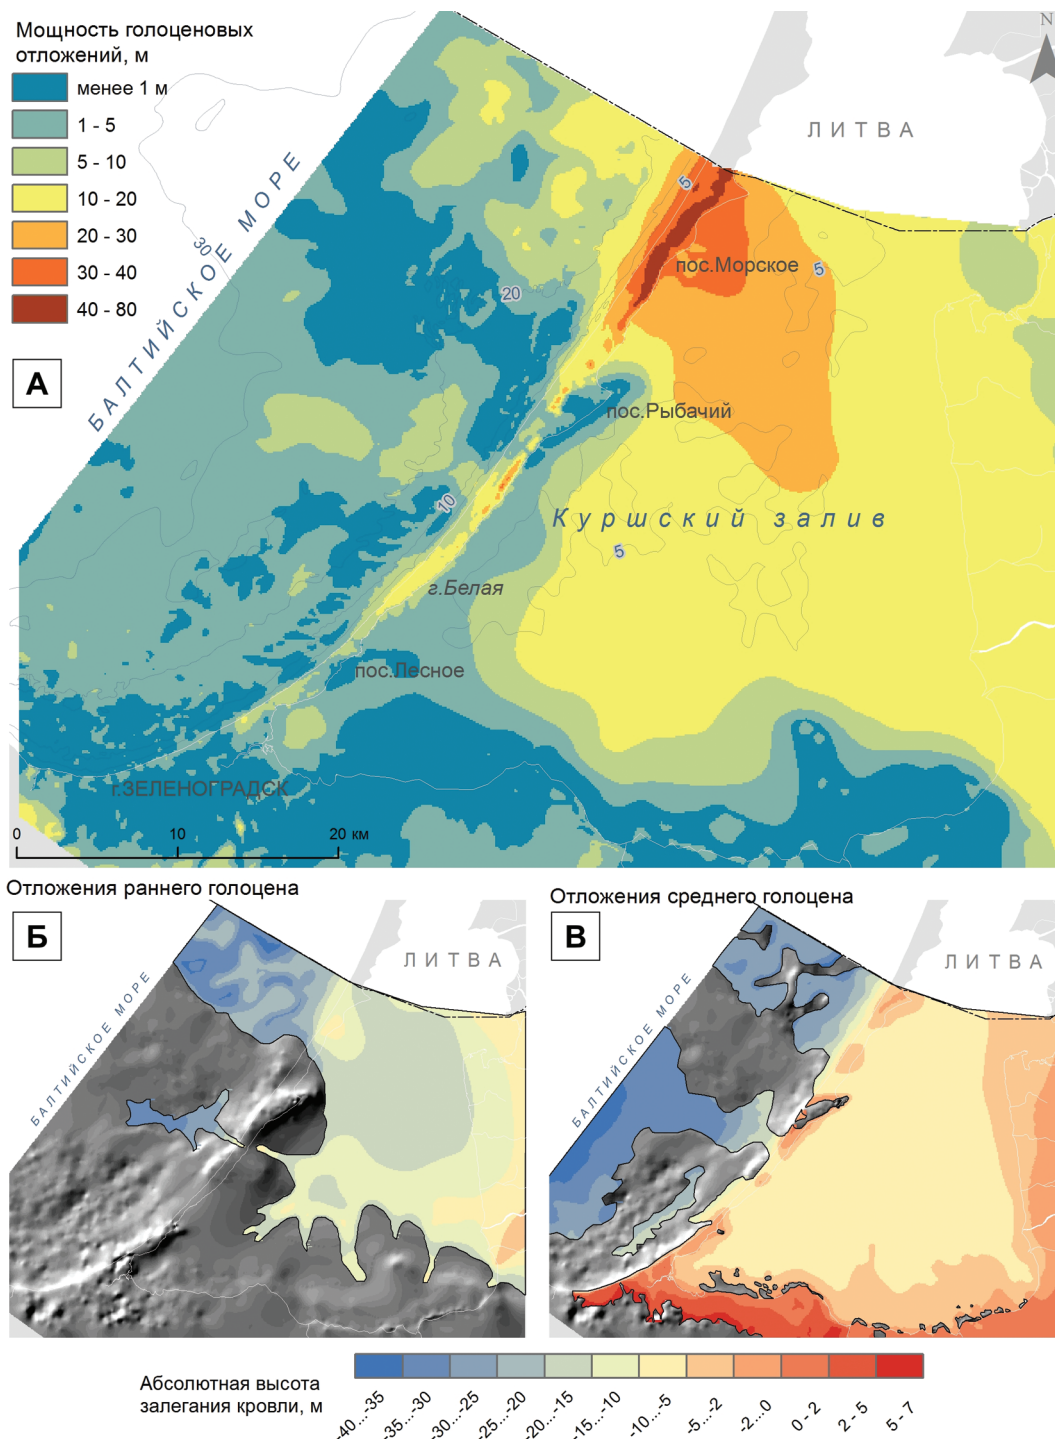 Мощность голоценовых
отложений, м
менее 1 м
1 - 5
5 - 10
10 - 20
20 - 30
30 - 40
40 - 80
А
N
ЛИТВА
БАЛТИЙСКОЕ МОРЕ
30
20
5
5
пос.Морское
пос.Рыбачий
10
Куршский залив
5
г.Белая
пос.Лесное
г.ЗЕЛЕНОГРАДСК
0 10 20 км
Отложения раннего голоцена
Б
ЛИТВА
БАЛТИЙСКОЕ МОРЕ
Отложения среднего голоцена
В
ЛИТВА
БАЛТИЙСКОЕ МОРЕ
Абсолютная высота
залегания кровли, м
-40...-35
-35...-30
-30...-25
-25...-20
-20...-15
-15...-10
-10...-5
-5...-2
-2...0
0 - 2
2 - 5
5 - 7